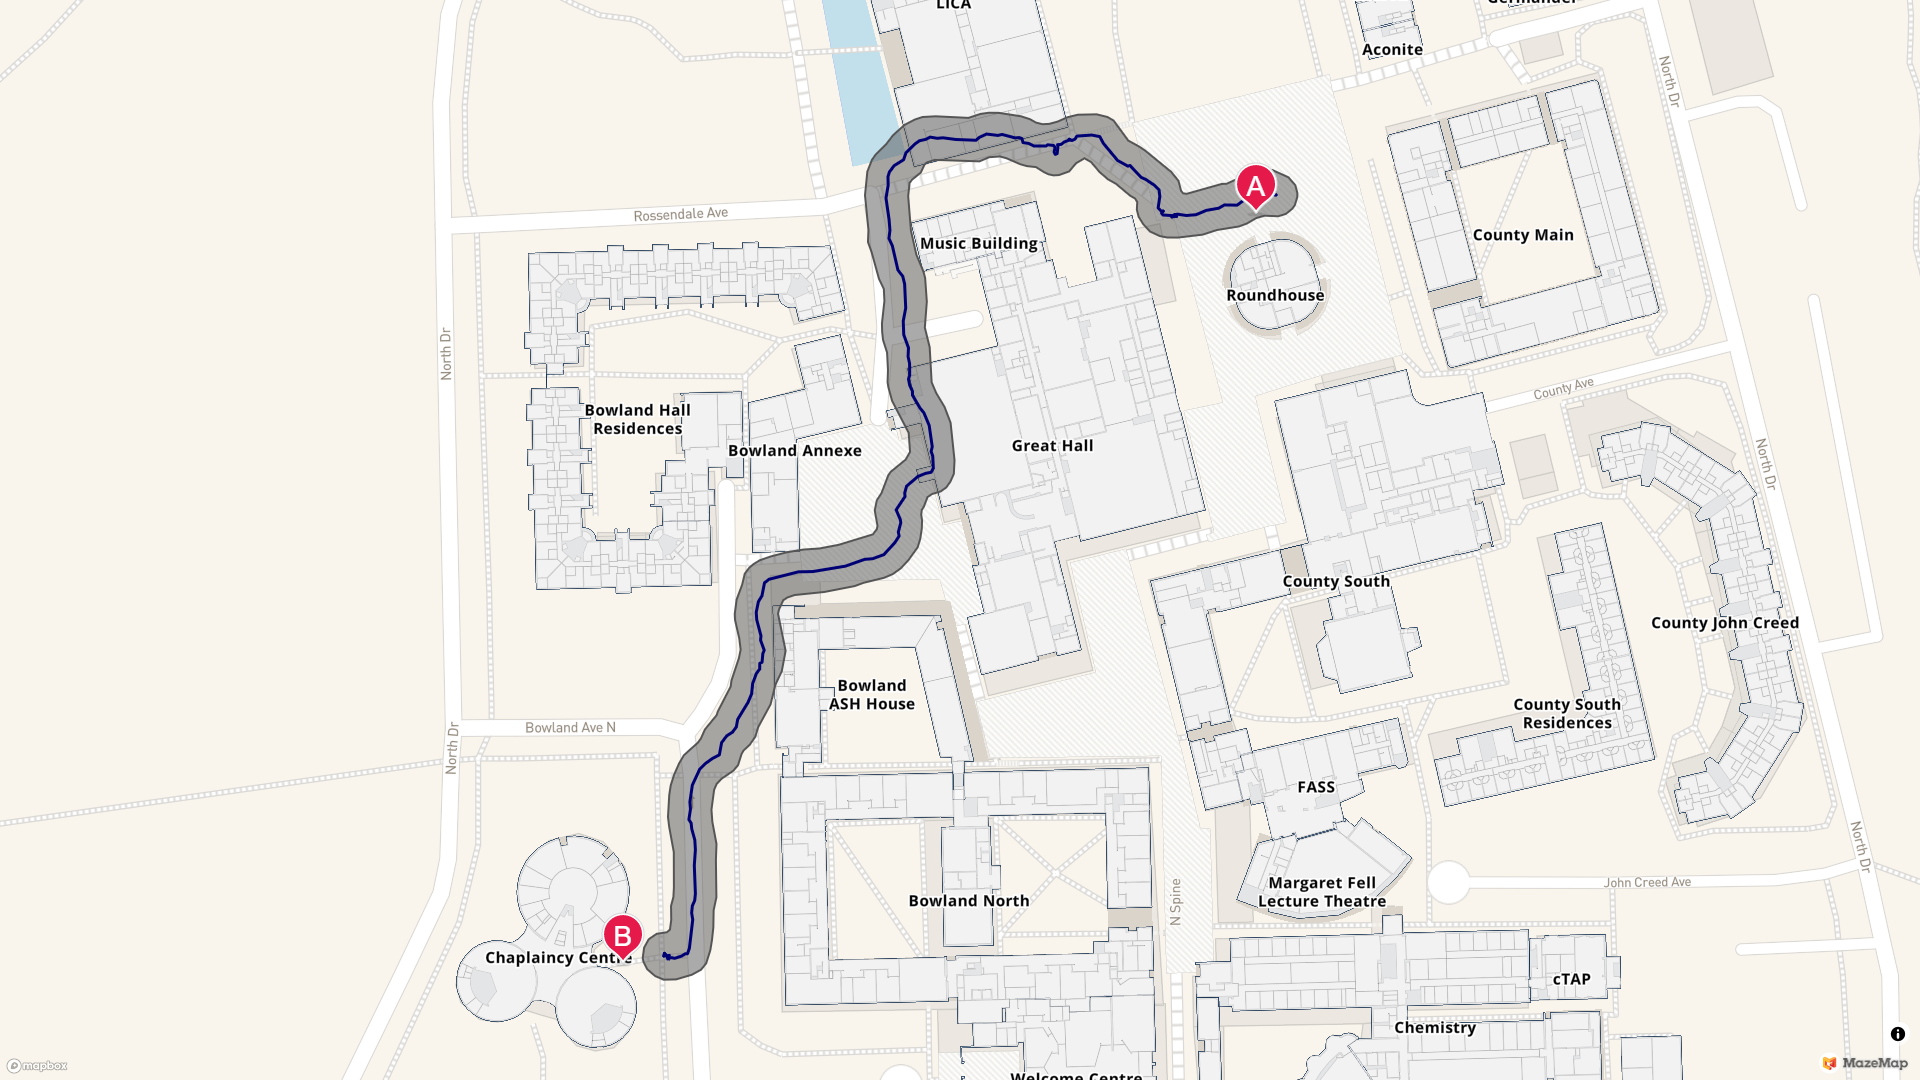 LICA
Germander
Aconite
North Dr
A
Rossendale Ave
County Main
Music Building
Roundhouse
North Dr
County Ave
Bowland Hall
Residences
Bowland Annexe
Great Hall
North Dr
County South
County John Creed
Bowland
ASH House
County South
Residences
Bowland Ave N
North Dr
FASS
North Dr
Margaret Fell
Lecture Theatre
John Creed Ave
N Spine
Bowland North
B
Chaplaincy Centre
cTAP
Chemistry
Welcome Centre
mapbox
MazeMap